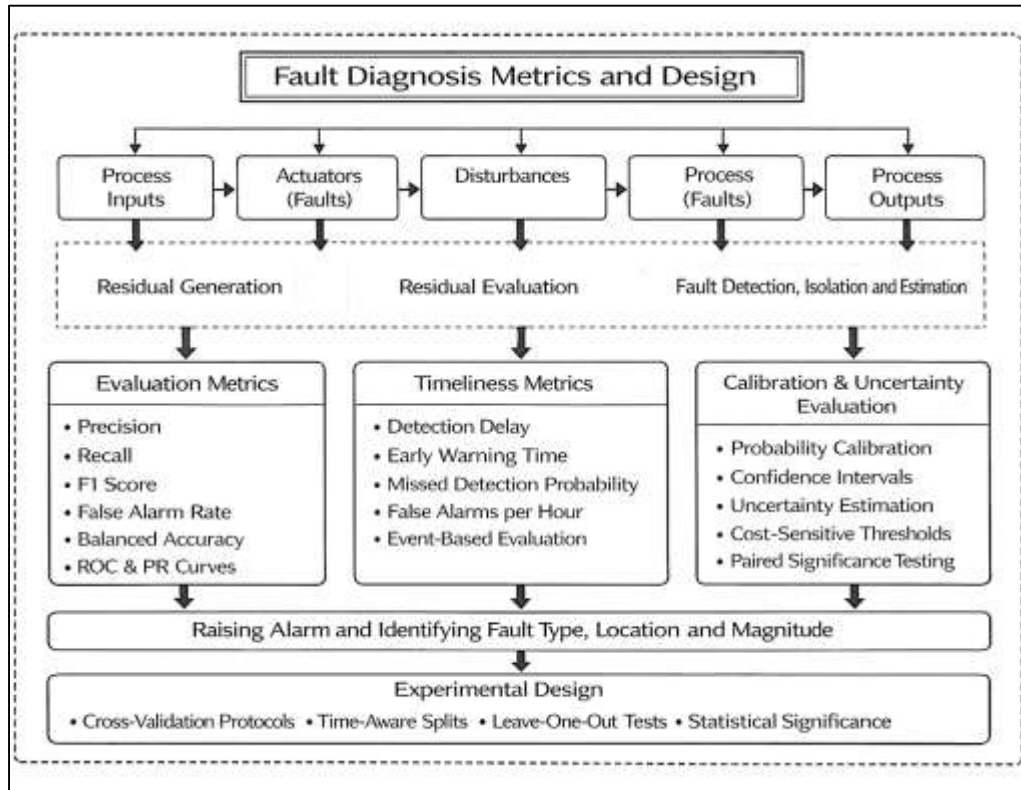 Fault Diagnosis Metrics and Design
Process
Inputs
Actuators
(Faults)
Disturbances
Process
(Faults)
Process
Outputs
Residual Generation
Residual Evaluation
Fault Detection, Isolation and Estimation
Evaluation Metrics
• Precision
• Recall
• F1 Score
• False Alarm Rate
• Balanced Accuracy
• ROC & PR Curves
Timeliness Metrics
• Detection Delay
• Early Warning Time
• Missed Detection Probability
• False Alarms per Hour
• Event-Based Evaluation
Calibration & Uncertainty
Evaluation
• Probability Calibration
• Confidence Intervals
• Uncertainty Estimation
• Cost-Sensitive Thresholds
• Paired Significance Testing
Raising Alarm and Identifying Fault Type, Location and Magnitude
Experimental Design
• Cross-Validation Protocols • Time-Aware Splits • Leave-One-Out Tests • Statistical Significance